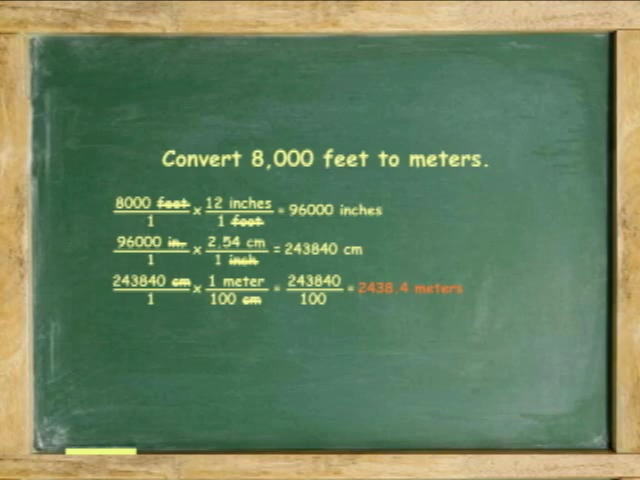 Convert 8,000 feet to meters.
8000 feet/1 x 12 inches/1 foot = 96000 inches
96000 in./1 x 2.54 cm/1 inch = 243840 cm
243840 cm/1 x 1 meter/100 cm = 243840/100 = 2438.4 meters